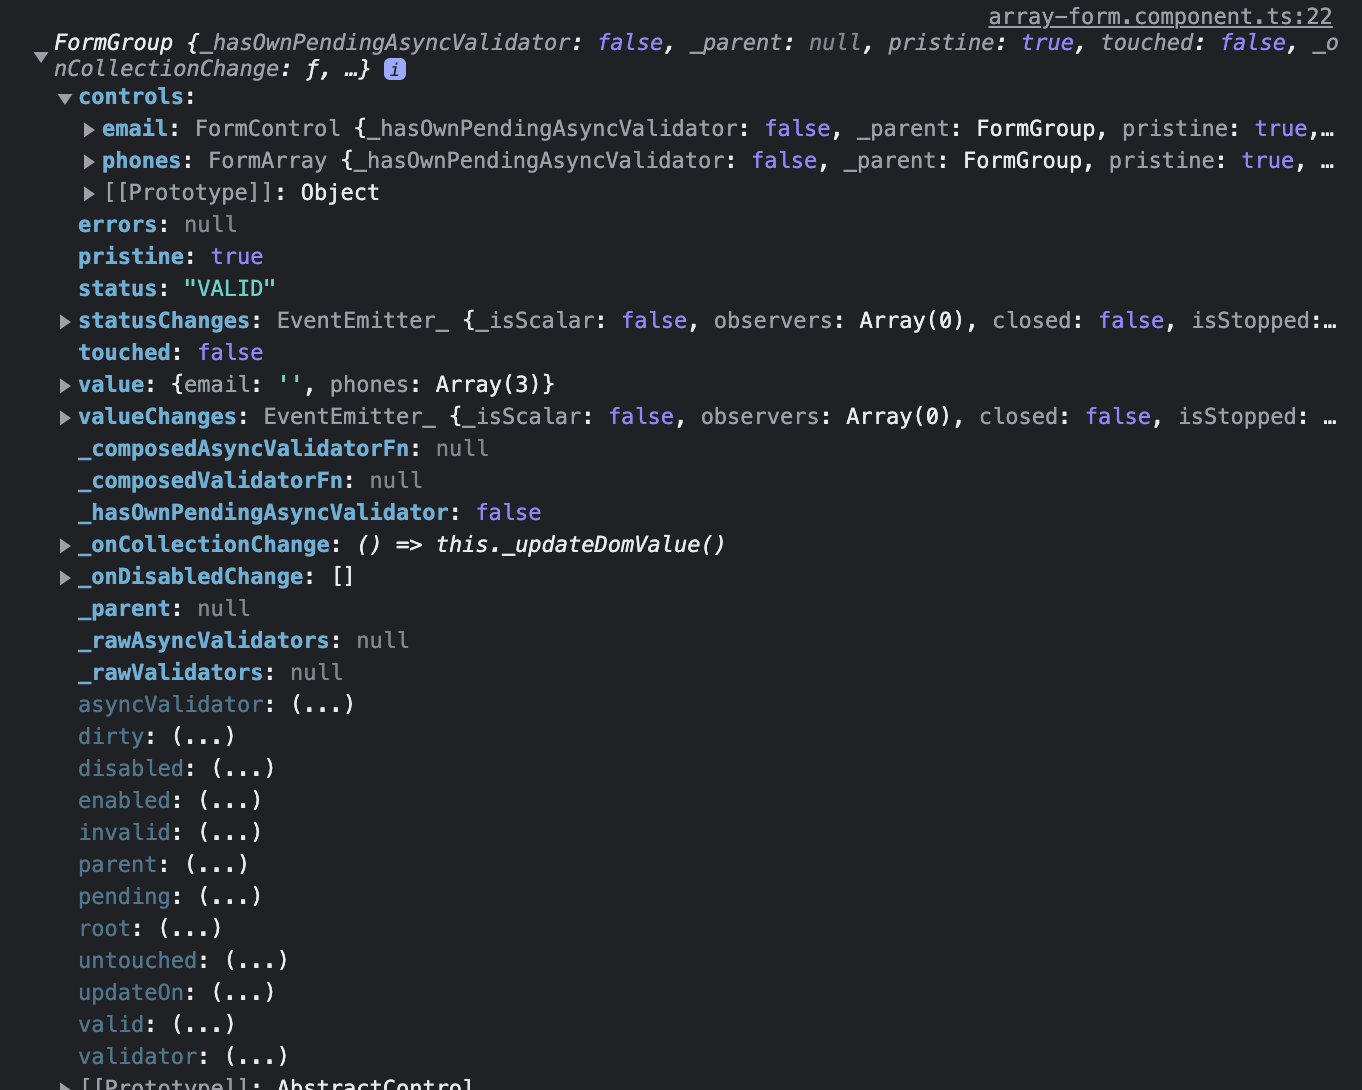 array-form.component.ts:22
FormGroup {_hasOwnPendingAsyncValidator: false, _parent: null, pristine: true, touched: false, _o
nCollectionChange: ƒ, …} i
controls:
email: FormControl {_hasOwnPendingAsyncValidator: false, _parent: FormGroup, pristine: true,…
phones: FormArray {_hasOwnPendingAsyncValidator: false, _parent: FormGroup, pristine: true, …
[[Prototype]]: Object
errors: null
pristine: true
status: "VALID"
statusChanges: EventEmitter_ {_isScalar: false, observers: Array(0), closed: false, isStopped:…
touched: false
value: {email: '', phones: Array(3)}
valueChanges: EventEmitter_ {_isScalar: false, observers: Array(0), closed: false, isStopped: …
_composedAsyncValidatorFn: null
_composedValidatorFn: null
_hasOwnPendingAsyncValidator: false
_onCollectionChange: () => this._updateDomValue()
_onDisabledChange: []
_parent: null
_rawAsyncValidators: null
_rawValidators: null
asyncValidator: (...)
dirty: (...)
disabled: (...)
enabled: (...)
invalid: (...)
parent: (...)
pending: (...)
root: (...)
untouched: (...)
updateOn: (...)
valid: (...)
validator: (...)
[[Prototype]]: AbstractControl